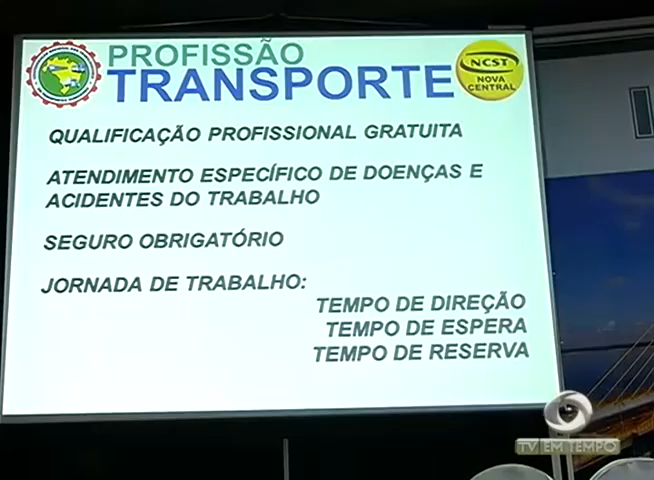 PROFISSÃO
TRANSPORTE
NCST
NOVA
CENTRAL
QUALIFICAÇÃO PROFISSIONAL GRATUITA
ATENDIMENTO ESPECÍFICO DE DOENÇAS E
ACIDENTES DO TRABALHO
SEGURO OBRIGATÓRIO
JORNADA DE TRABALHO:
TEMPO DE DIREÇÃO
TEMPO DE ESPERA
TEMPO DE RESERVA
TV EM TEMPO